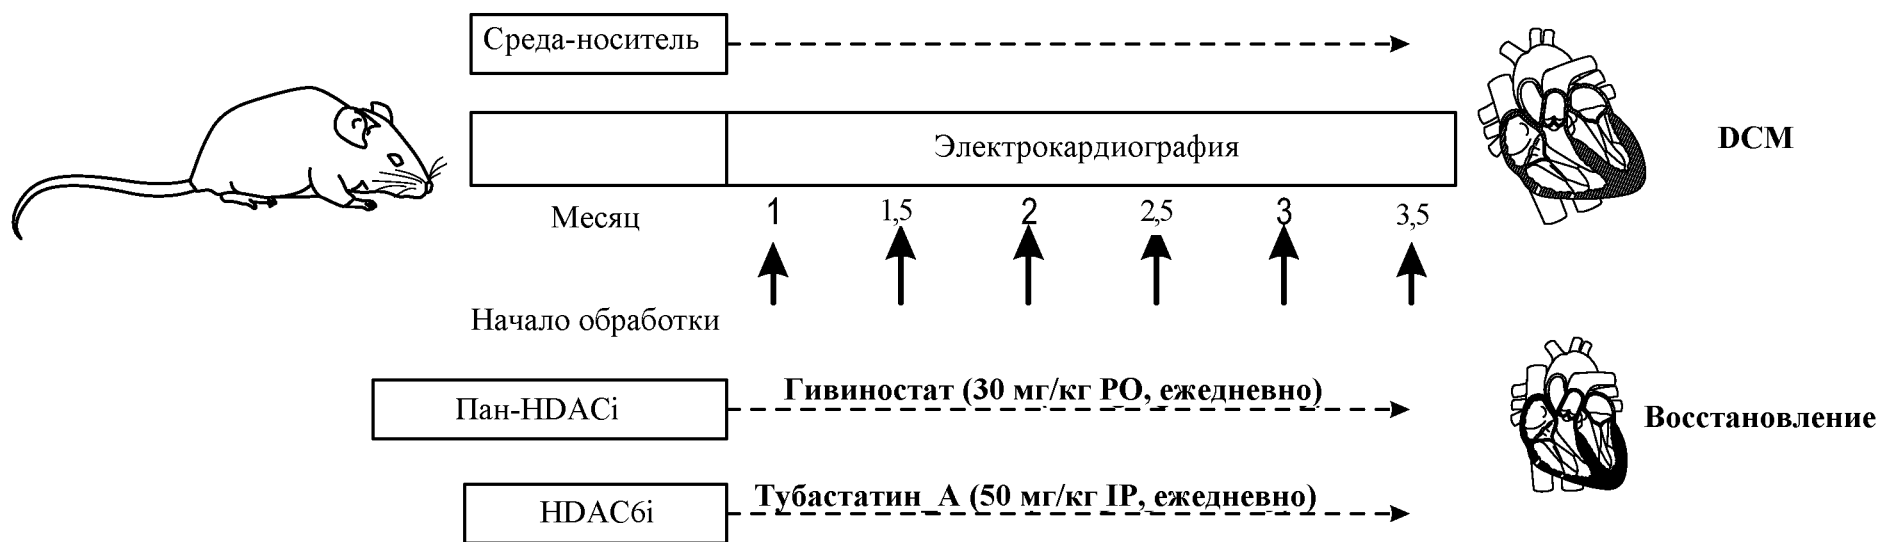 Среда-носитель
Электрокардиография
DCM
Месяц 1 1,5 2 2,5 3 3,5
Начало обработки
Пан-HDACi
Гивиностат (30 мг/кг PO, ежедневно)
Восстановление
HDAC6i
Тубастатин_A (50 мг/кг IP, ежедневно)